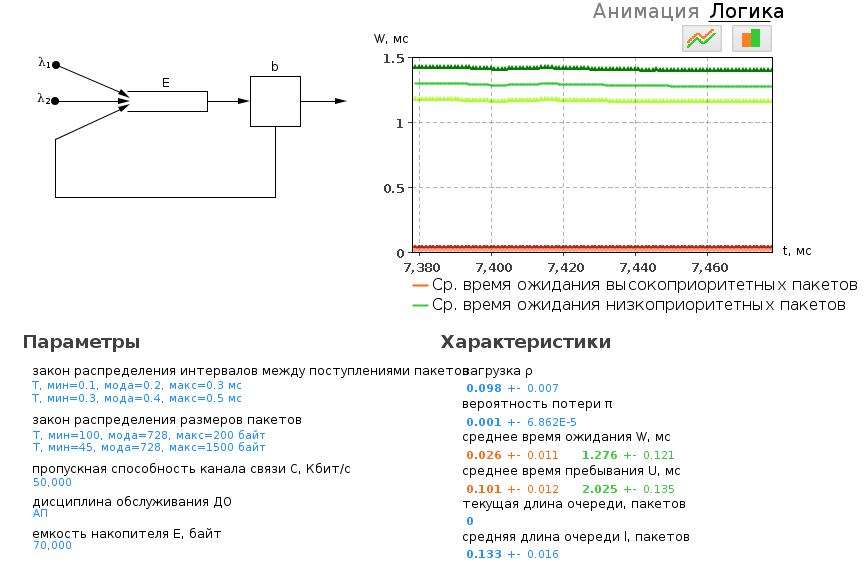 Анимация Логика
W, мс
λ₁
λ₂
E
b
1.5
1
0.5
0
7,380 7,400 7,420 7,440 7,460
t, мс
Ср. время ожидания высокоприоритетных пакетов
Ср. время ожидания низкоприоритетных пакетов
Параметры
закон распределения интервалов между поступлениями пакетов
T, мин=0.1, мода=0.2, макс=0.3 мс
T, мин=0.3, мода=0.4, макс=0.5 мс
закон распределения размеров пакетов
T, мин=100, мода=728, макс=200 байт
T, мин=45, мода=728, макс=1500 байт
пропускная способность канала связи C, Кбит/с
50,000
дисциплина обслуживания ДО
АП
емкость накопителя E, байт
70,000
Характеристики
загрузка ρ
0.098 +- 0.007
вероятность потери π
0.001 +- 6.862E-5
среднее время ожидания W, мс
0.026 +- 0.011 1.276 +- 0.121
среднее время пребывания U, мс
0.101 +- 0.012 2.025 +- 0.135
текущая длина очереди, пакетов
0
средняя длина очереди l, пакетов
0.133 +- 0.016